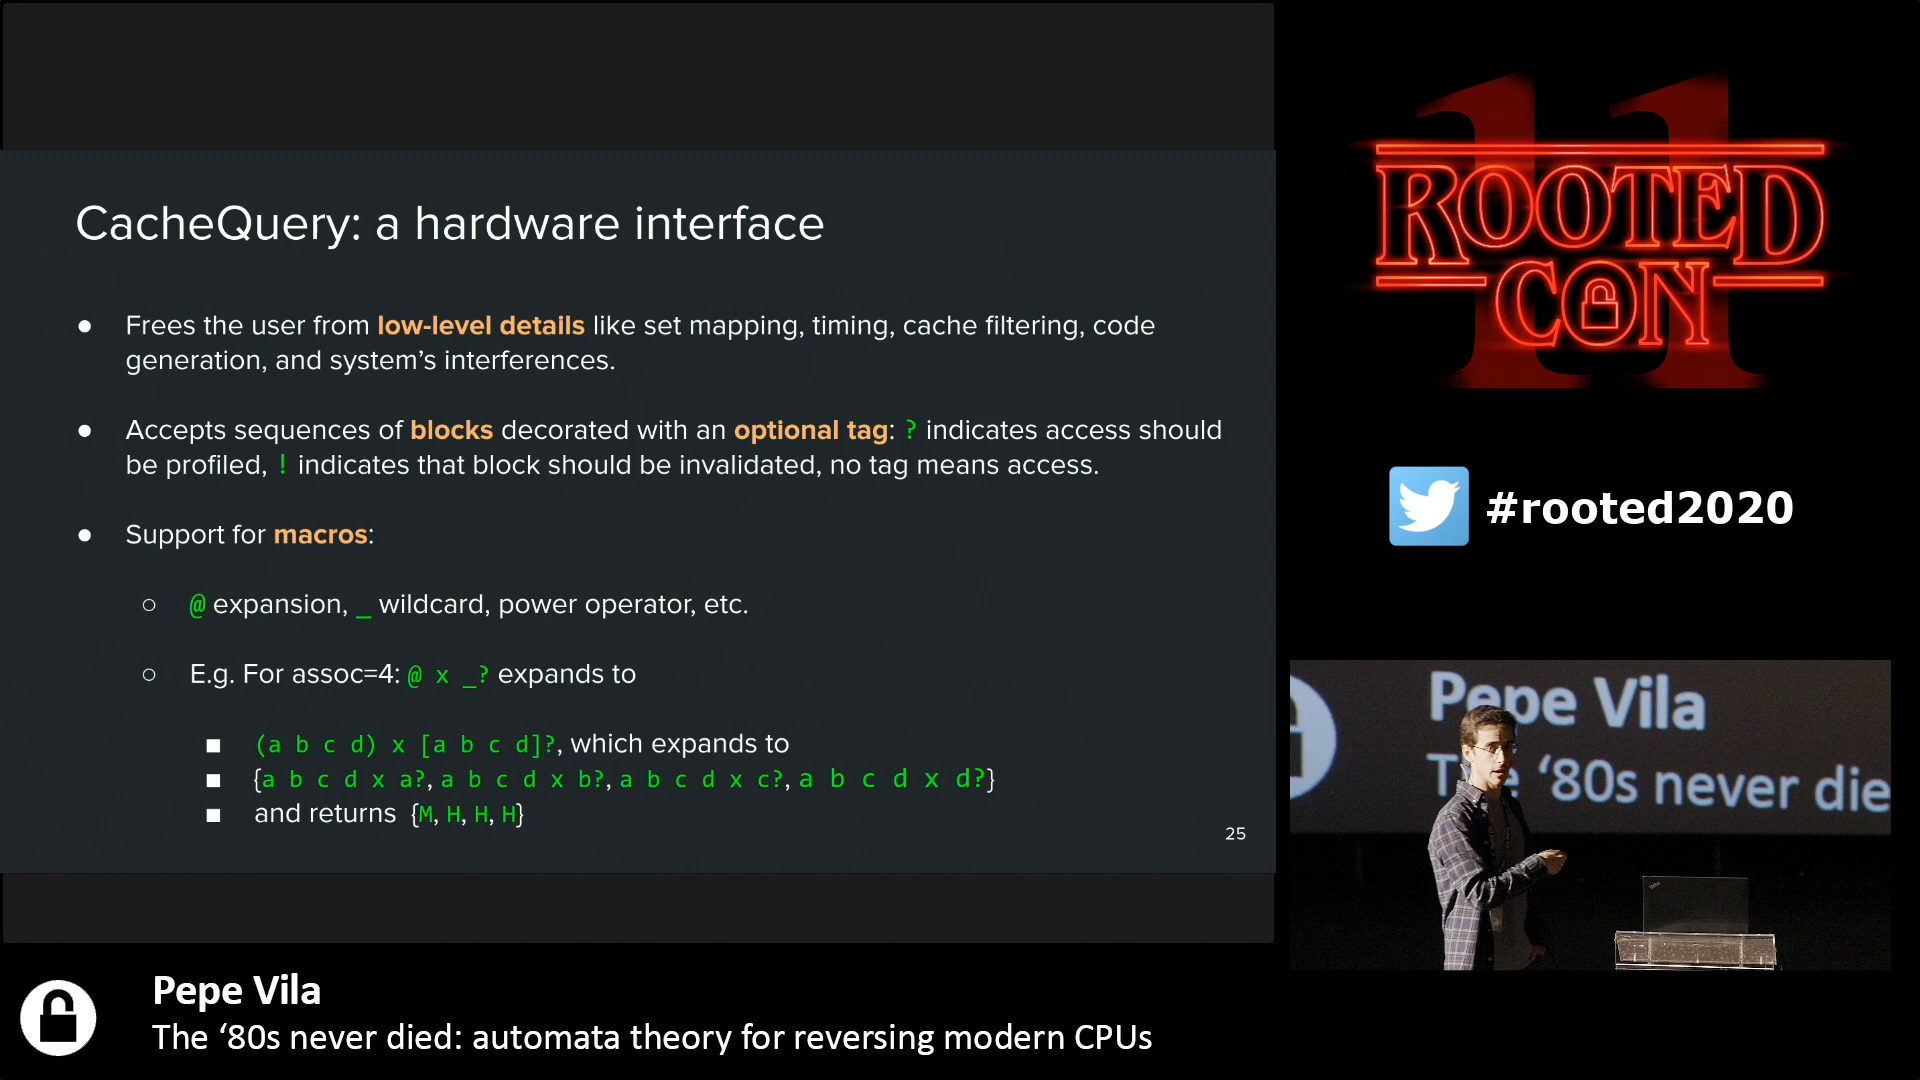 CacheQuery: a hardware interface
● Frees the user from low-level details like set mapping, timing, cache filtering, code
generation, and system’s interferences.
● Accepts sequences of blocks decorated with an optional tag: ? indicates access should
be profiled, ! indicates that block should be invalidated, no tag means access.
● Support for macros:
○ @ expansion, _ wildcard, power operator, etc.
○ E.g. For assoc=4: @ x _? expands to
■ (a b c d) x [a b c d]?, which expands to
■ {a b c d x a?, a b c d x b?, a b c d x c?, a b c d x d?}
■ and returns {M, H, H, H}
25
11
ROOTED
CON
#rooted2020
Pepe Vila
The ‘80s never die
Pepe Vila
The ‘80s never died: automata theory for reversing modern CPUs